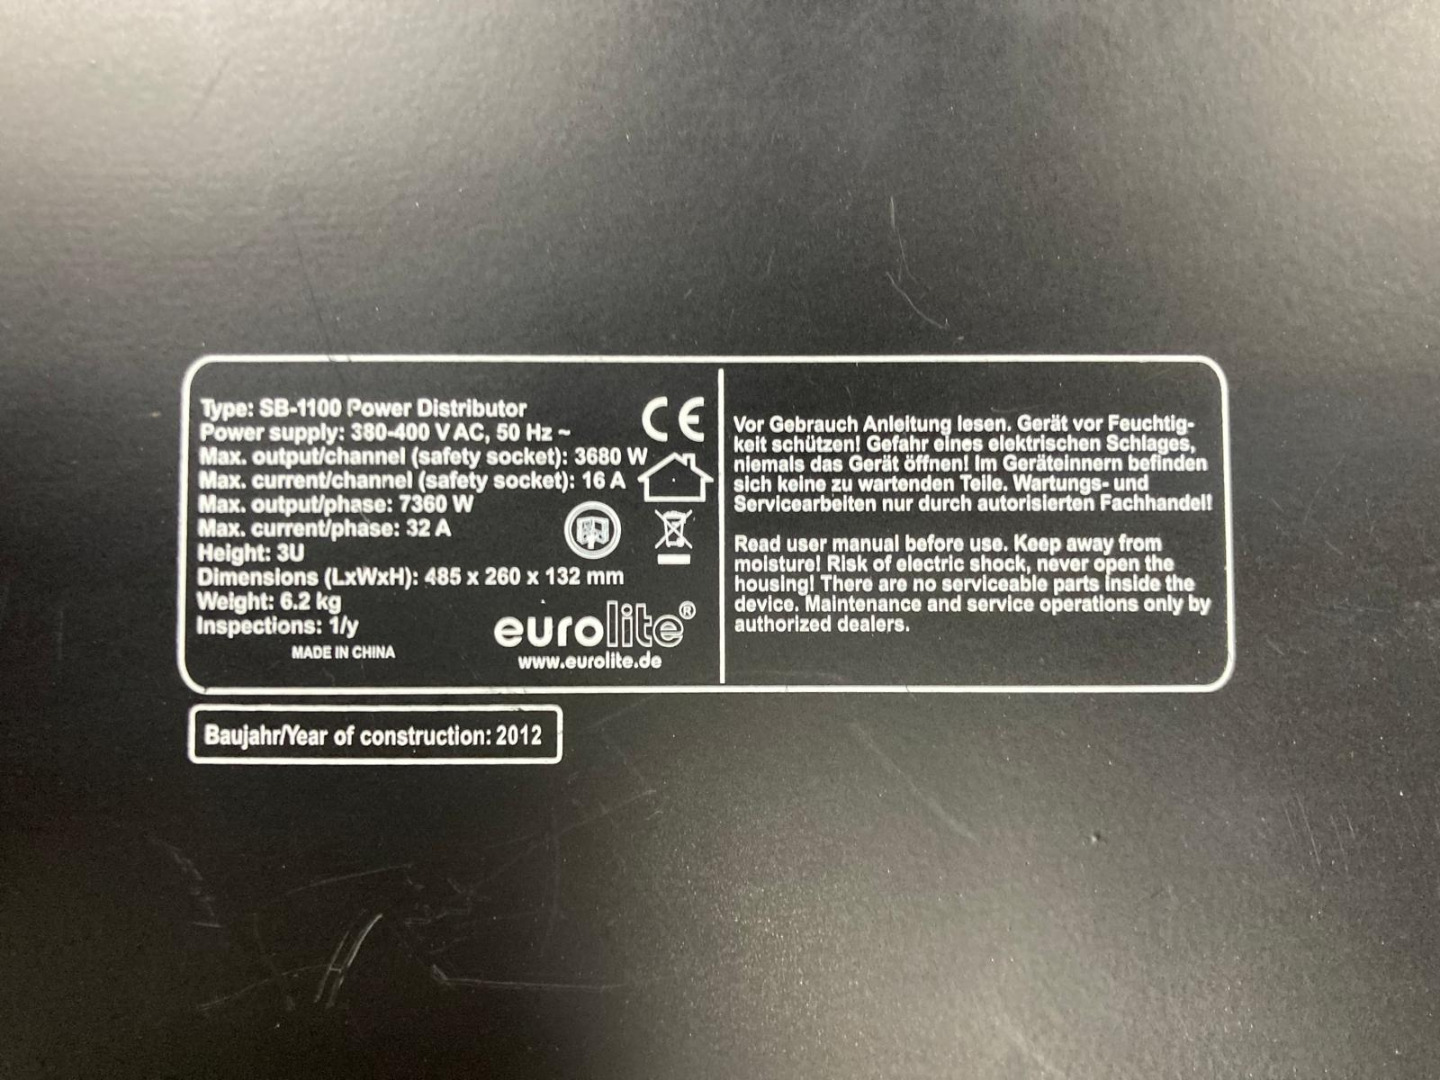 Type: SB-1100 Power Distributor
Power supply: 380-400 V AC, 50 Hz ~
Max. output/channel (safety socket): 3680 W
Max. current/channel (safety socket): 16 A
Max. output/phase: 7360 W
Max. current/phase: 32 A
Height: 3U
Dimensions (LxWxH): 485 x 260 x 132 mm
Weight: 6.2 kg
Inspections: 1/y
MADE IN CHINA
CE
eurolite®
www.eurolite.de
Vor Gebrauch Anleitung lesen. Gerät vor Feuchtig-
keit schützen! Gefahr eines elektrischen Schlages,
niemals das Gerät öffnen! Im Geräteinnern befinden
sich keine zu wartenden Teile. Wartungs- und
Servicearbeiten nur durch autorisierten Fachhandel!
Read user manual before use. Keep away from
moisture! Risk of electric shock, never open the
housing! There are no serviceable parts inside the
device. Maintenance and service operations only by
authorized dealers.
Baujahr/Year of construction: 2012